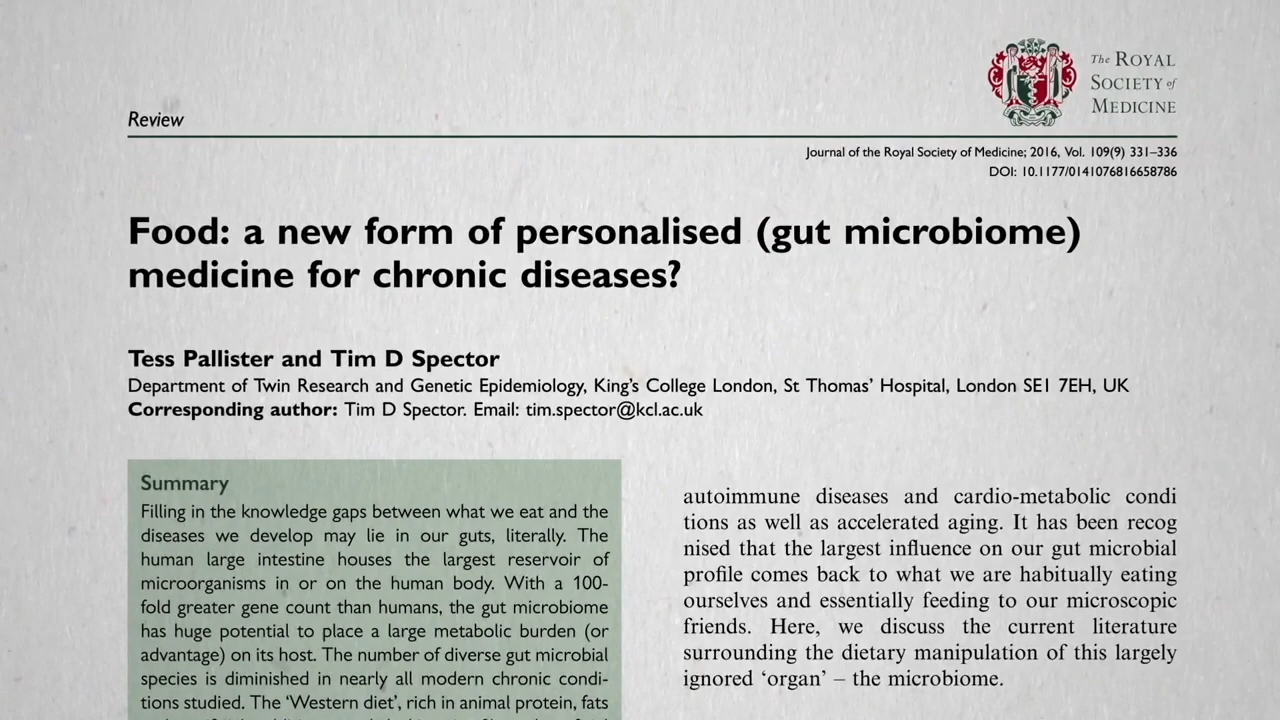 The ROYAL
SOCIETY of
MEDICINE
Review
Journal of the Royal Society of Medicine; 2016, Vol. 109(9) 331–336
DOI: 10.1177/0141076816658786
Food: a new form of personalised (gut microbiome)
medicine for chronic diseases?
Tess Pallister and Tim D Spector
Department of Twin Research and Genetic Epidemiology, King's College London, St Thomas' Hospital, London SE1 7EH, UK
Corresponding author: Tim D Spector. Email: tim.spector@kcl.ac.uk
Summary
Filling in the knowledge gaps between what we eat and the
diseases we develop may lie in our guts, literally. The
human large intestine houses the largest reservoir of
microorganisms in or on the human body. With a 100-
fold greater gene count than humans, the gut microbiome
has huge potential to place a large metabolic burden (or
advantage) on its host. The number of diverse gut microbial
species is diminished in nearly all modern chronic condi-
tions studied. The 'Western diet', rich in animal protein, fats
autoimmune diseases and cardio-metabolic condi
tions as well as accelerated aging. It has been recog
nised that the largest influence on our gut microbial
profile comes back to what we are habitually eating
ourselves and essentially feeding to our microscopic
friends. Here, we discuss the current literature
surrounding the dietary manipulation of this largely
ignored 'organ' – the microbiome.